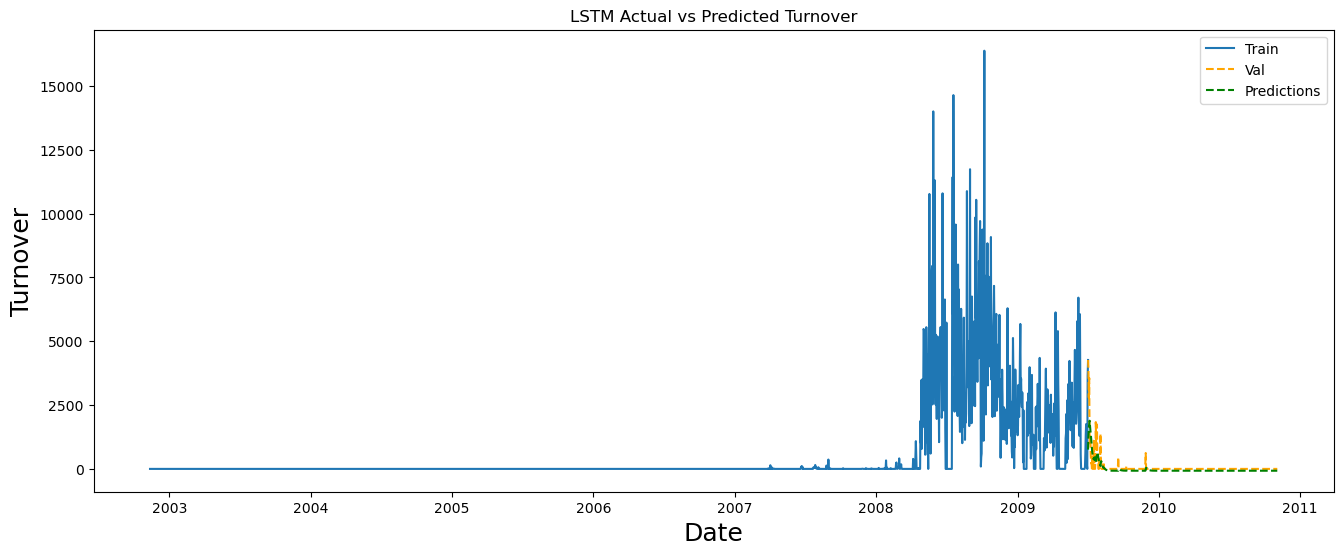 LSTM Actual vs Predicted Turnover
Train
Val
Predictions
15000
12500
10000
7500
5000
2500
0
Turnover
2003 2004 2005 2006 2007 2008 2009 2010 2011
Date